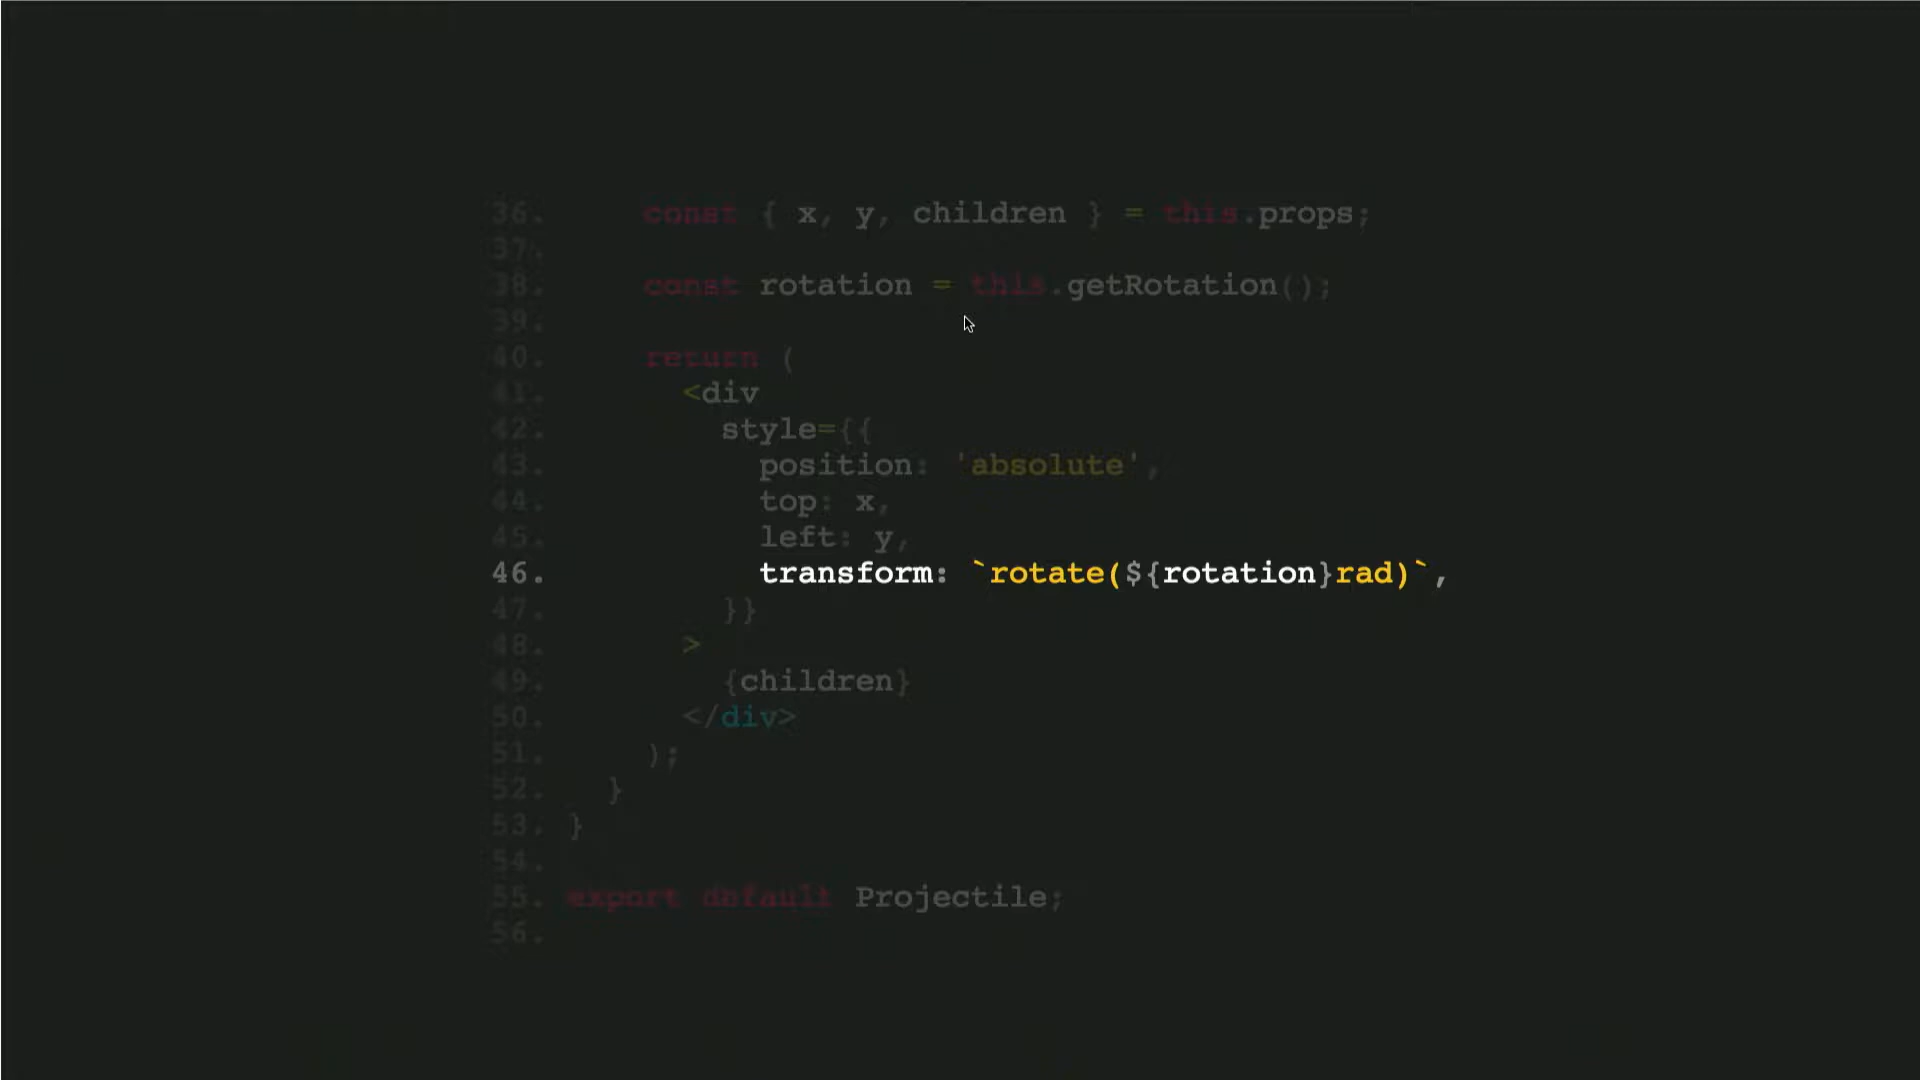 36.     const { x, y, children } = this.props;
37.
38.     const rotation = this.getRotation();
39.
40.     return (
41.       <div
42.         style={{
43.           position: 'absolute',
44.           top: x,
45.           left: y,
46.           transform: `rotate(${rotation}rad)`,
47.         }}
48.       >
49.         {children}
50.       </div>
51.     );
52.   }
53. }
54.
55. export default Projectile;
56.